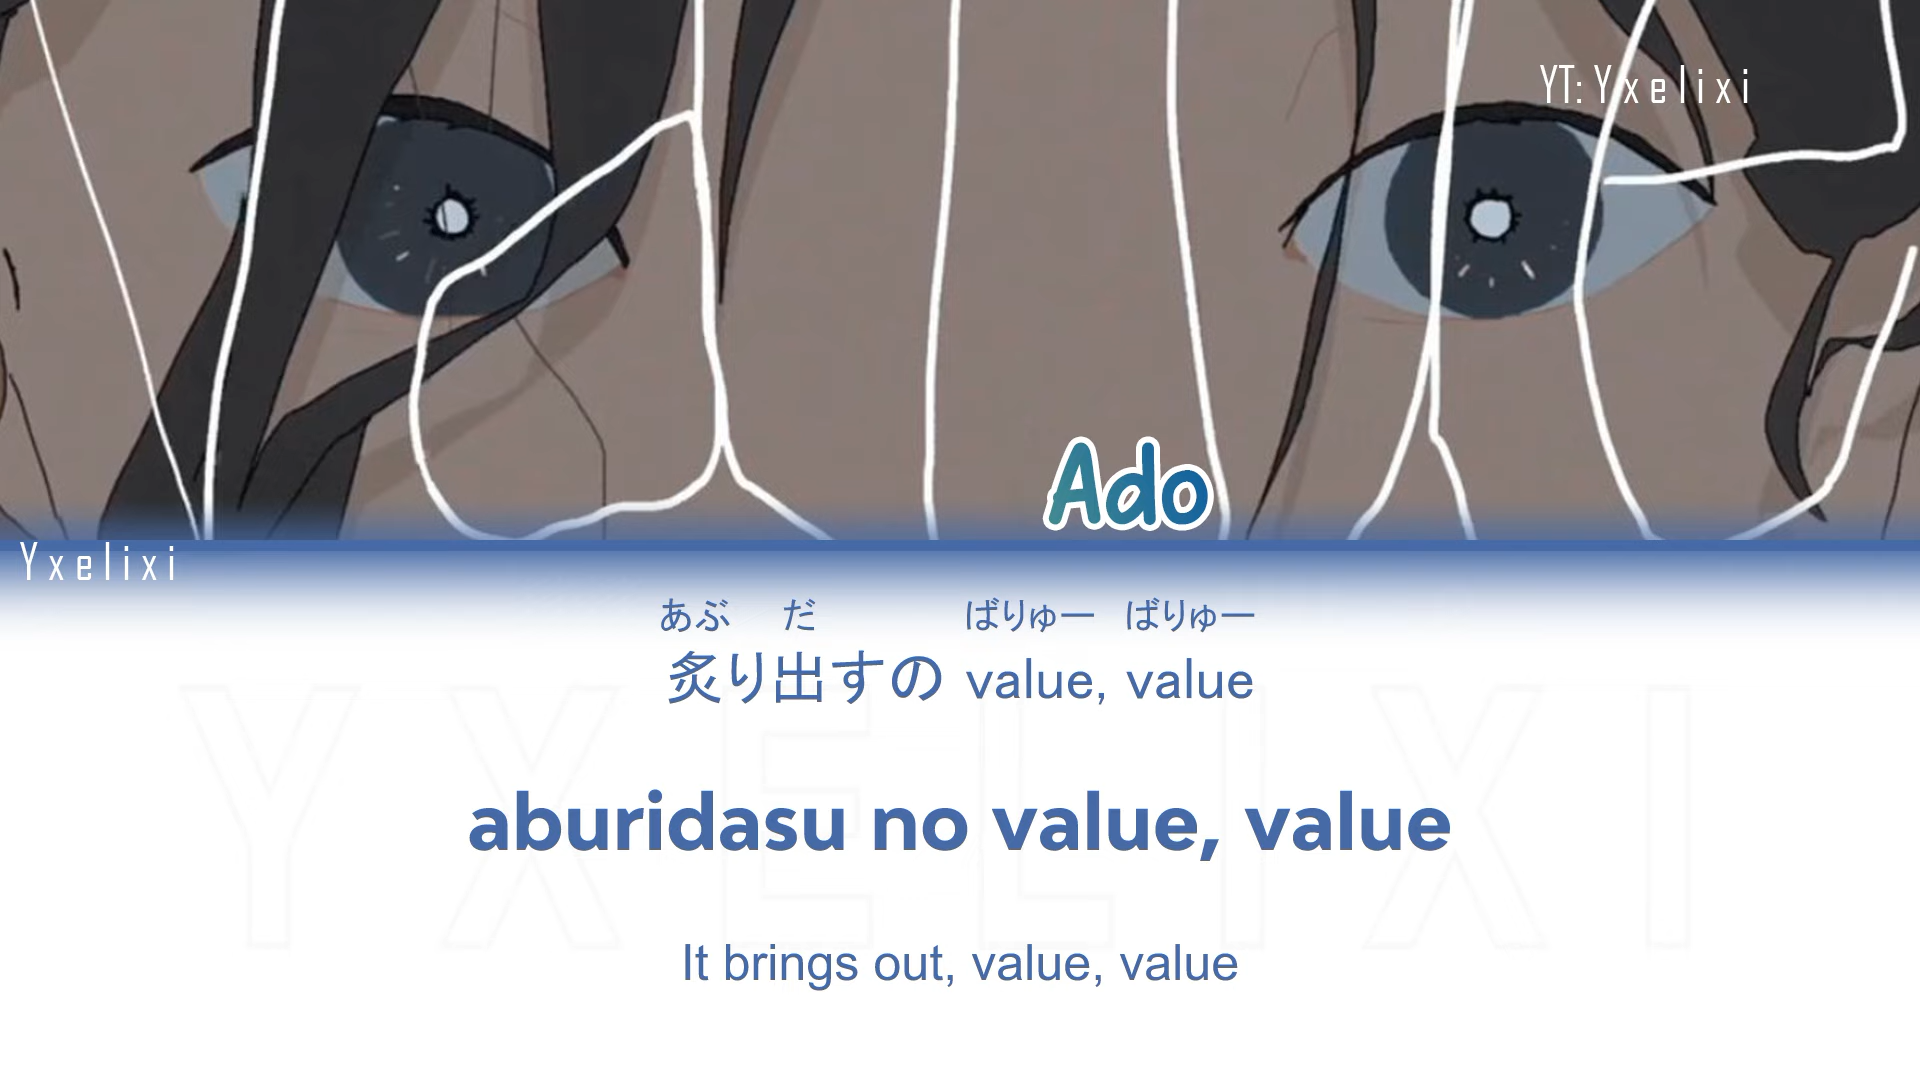 YT: Yxelixi
Ado
Yxelixi
あぶ だ ばりゅー ばりゅー
炙り出すの value, value
YXELIXI
aburidasu no value, value
It brings out, value, value